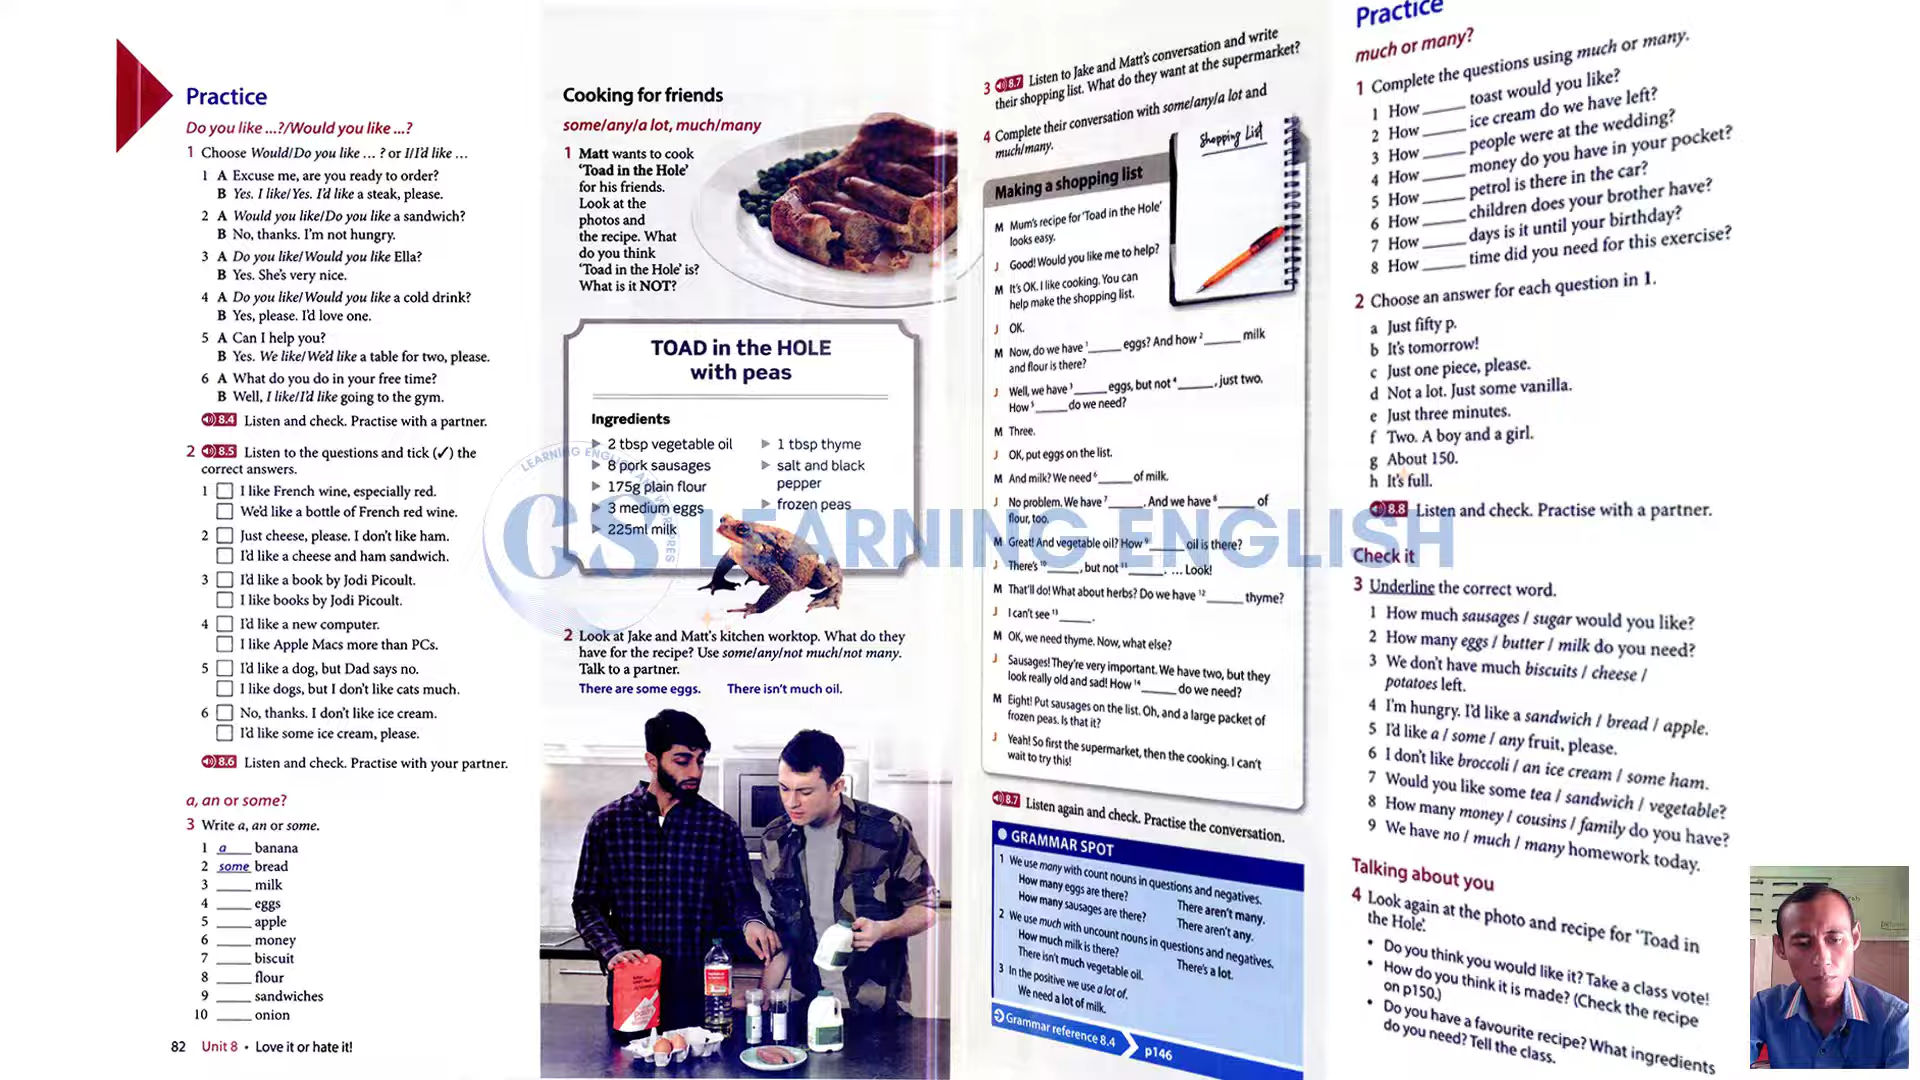 Practice
Do you like ...?/Would you like ...?
1 Choose Would/Do you like ... ? or I/I'd like ...
1 A Excuse me, are you ready to order?
B Yes. I like/Yes. I'd like a steak, please.
2 A Would you like/Do you like a sandwich?
B No, thanks. I'm not hungry.
3 A Do you like/Would you like Ella?
B Yes. She's very nice.
4 A Do you like/Would you like a cold drink?
B Yes, please. I'd love one.
5 A Can I help you?
B Yes. We like/We'd like a table for two, please.
6 A What do you do in your free time?
B Well, I like/I'd like going to the gym.
8.4 Listen and check. Practise with a partner.
2 8.5 Listen to the questions and tick (✓) the
correct answers.
1 I like French wine, especially red.
We'd like a bottle of French red wine.
2 Just cheese, please. I don't like ham.
I'd like a cheese and ham sandwich.
3 I'd like a book by Jodi Picoult.
I like books by Jodi Picoult.
4 I'd like a new computer.
I like Apple Macs more than PCs.
5 I'd like a dog, but Dad says no.
I like dogs, but I don't like cats much.
6 No, thanks. I don't like ice cream.
I'd like some ice cream, please.
8.6 Listen and check. Practise with your partner.
a, an or some?
3 Write a, an or some.
1 a banana
2 some bread
3 ____ milk
4 ____ eggs
5 ____ apple
6 ____ money
7 ____ biscuit
8 ____ flour
9 ____ sandwiches
10 ____ onion
82 Unit 8 • Love it or hate it!
Cooking for friends
some/any/a lot, much/many
1 Matt wants to cook
'Toad in the Hole'
for his friends.
Look at the
photos and
the recipe. What
do you think
'Toad in the Hole' is?
What is it NOT?
TOAD in the HOLE
with peas
Ingredients
2 tbsp vegetable oil
8 pork sausages
175g plain flour
3 medium eggs
225ml milk
1 tbsp thyme
salt and black
pepper
frozen peas
2 Look at Jake and Matt's kitchen worktop. What do they
have for the recipe? Use some/any/not much/not many.
Talk to a partner.
There are some eggs. There isn't much oil.
3 8.7 Listen to Jake and Matt's conversation and write
their shopping list. What do they want at the supermarket?
4 Complete their conversation with some/any/a lot and
much/many.
Shopping List
Making a shopping list
M Mum's recipe for 'Toad in the Hole'
looks easy.
J Good! Would you like me to help?
M It's OK. I like cooking. You can
help make the shopping list.
J OK.
M Now, do we have 1 ____ eggs? And how 2 ____ milk
and flour is there?
J Well, we have 3 ____ eggs, but not 4 ____, just two.
How 5 ____ do we need?
M Three.
J OK, put eggs on the list.
M And milk? We need 6 ____ of milk.
J No problem. We have 7 ____. And we have 8 ____ of
flour, too.
M Great! And vegetable oil? How 9 ____ oil is there?
J There's 10 ____, but not 11 ____. ... Look!
M That'll do! What about herbs? Do we have 12 ____ thyme?
J I can't see 13 ____.
M OK, we need thyme. Now, what else?
J Sausages! They're very important. We have two, but they
look really old and sad! How 14 ____ do we need?
M Eight! Put sausages on the list. Oh, and a large packet of
frozen peas. Is that it?
J Yeah! So first the supermarket, then the cooking. I can't
wait to try this!
8.7 Listen again and check. Practise the conversation.
GRAMMAR SPOT
1 We use many with count nouns in questions and negatives.
How many eggs are there? There aren't many.
How many sausages are there? There aren't any.
2 We use much with uncount nouns in questions and negatives.
How much milk is there? There's a lot.
There isn't much vegetable oil.
3 In the positive we use a lot of.
We need a lot of milk.
Grammar reference 8.4 p146
Practice
much or many?
1 Complete the questions using much or many.
1 How ____ toast would you like?
2 How ____ ice cream do we have left?
3 How ____ people were at the wedding?
4 How ____ money do you have in your pocket?
5 How ____ petrol is there in the car?
6 How ____ children does your brother have?
7 How ____ days is it until your birthday?
8 How ____ time did you need for this exercise?
2 Choose an answer for each question in 1.
a Just fifty p.
b It's tomorrow!
c Just one piece, please.
d Not a lot. Just some vanilla.
e Just three minutes.
f Two. A boy and a girl.
g About 150.
h It's full.
8.8 Listen and check. Practise with a partner.
Check it
3 Underline the correct word.
1 How much sausages / sugar would you like?
2 How many eggs / butter / milk do you need?
3 We don't have much biscuits / cheese /
potatoes left.
4 I'm hungry. I'd like a sandwich / bread / apple.
5 I'd like a / some / any fruit, please.
6 I don't like broccoli / an ice cream / some ham.
7 Would you like some tea / sandwich / vegetable?
8 How many money / cousins / family do you have?
9 We have no / much / many homework today.
Talking about you
4 Look again at the photo and recipe for 'Toad in
the Hole'.
• Do you think you would like it? Take a class vote!
• How do you think it is made? (Check the recipe
on p150.)
• Do you have a favourite recipe? What ingredients
do you need? Tell the class.
CS LEARNING ENGLISH